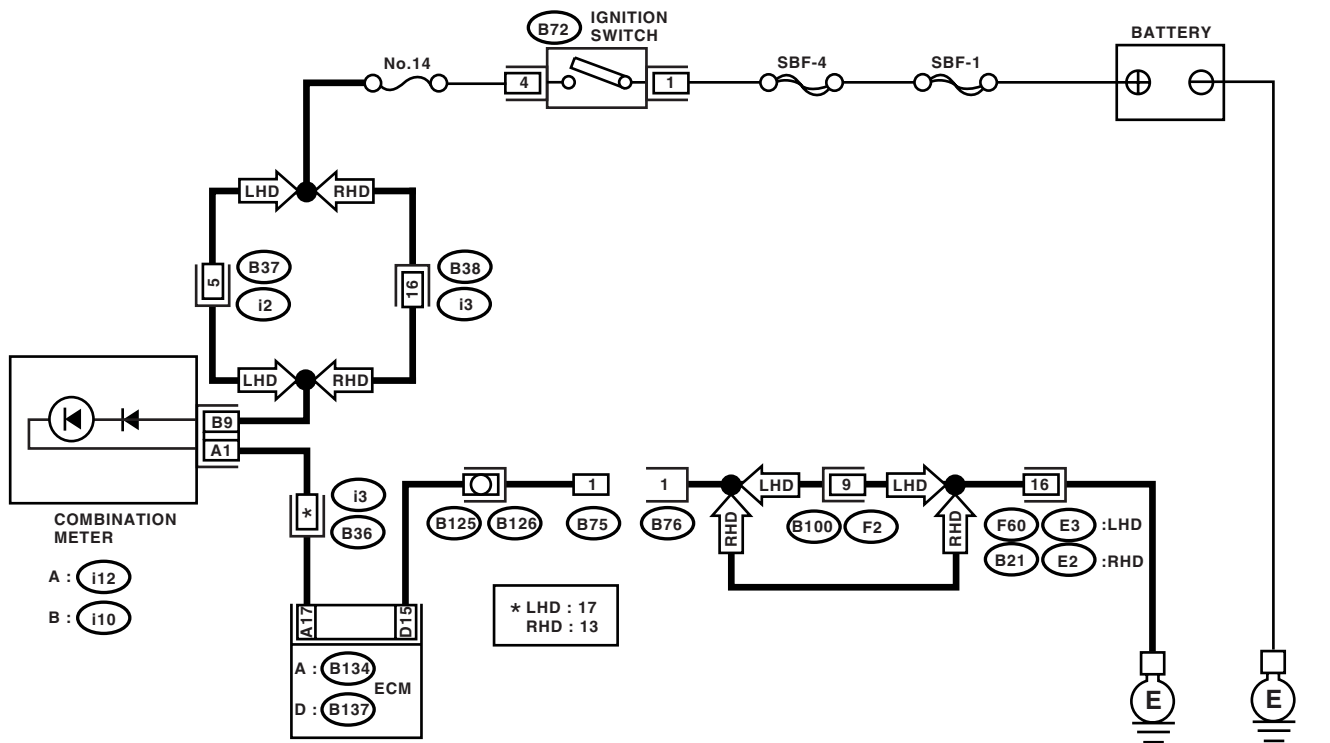 B72
IGNITION
SWITCH
BATTERY
No.14
4
1
SBF-4
SBF-1
LHD
RHD
5
B37
i2
16
B38
i3
LHD
RHD
B9
A1
COMBINATION
METER
A : i12
B : i10
*
i3
B36
B125
B126
1
B75
1
B76
LHD
9
LHD
16
RHD
RHD
B100
F2
F60
E3
:LHD
B21
E2
:RHD
* LHD : 17
RHD : 13
A17
D15
A : B134
ECM
D : B137
E
E